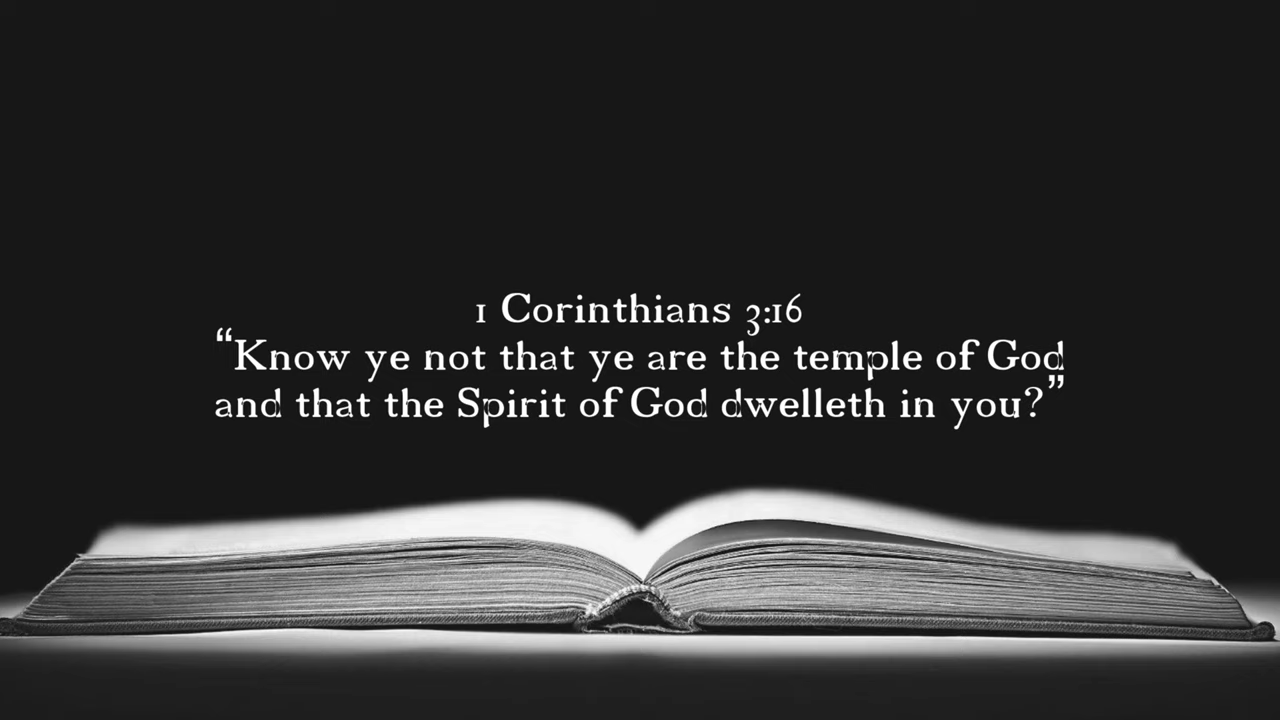 1 Corinthians 3:16
“Know ye not that ye are the temple of God
and that the Spirit of God dwelleth in you?”